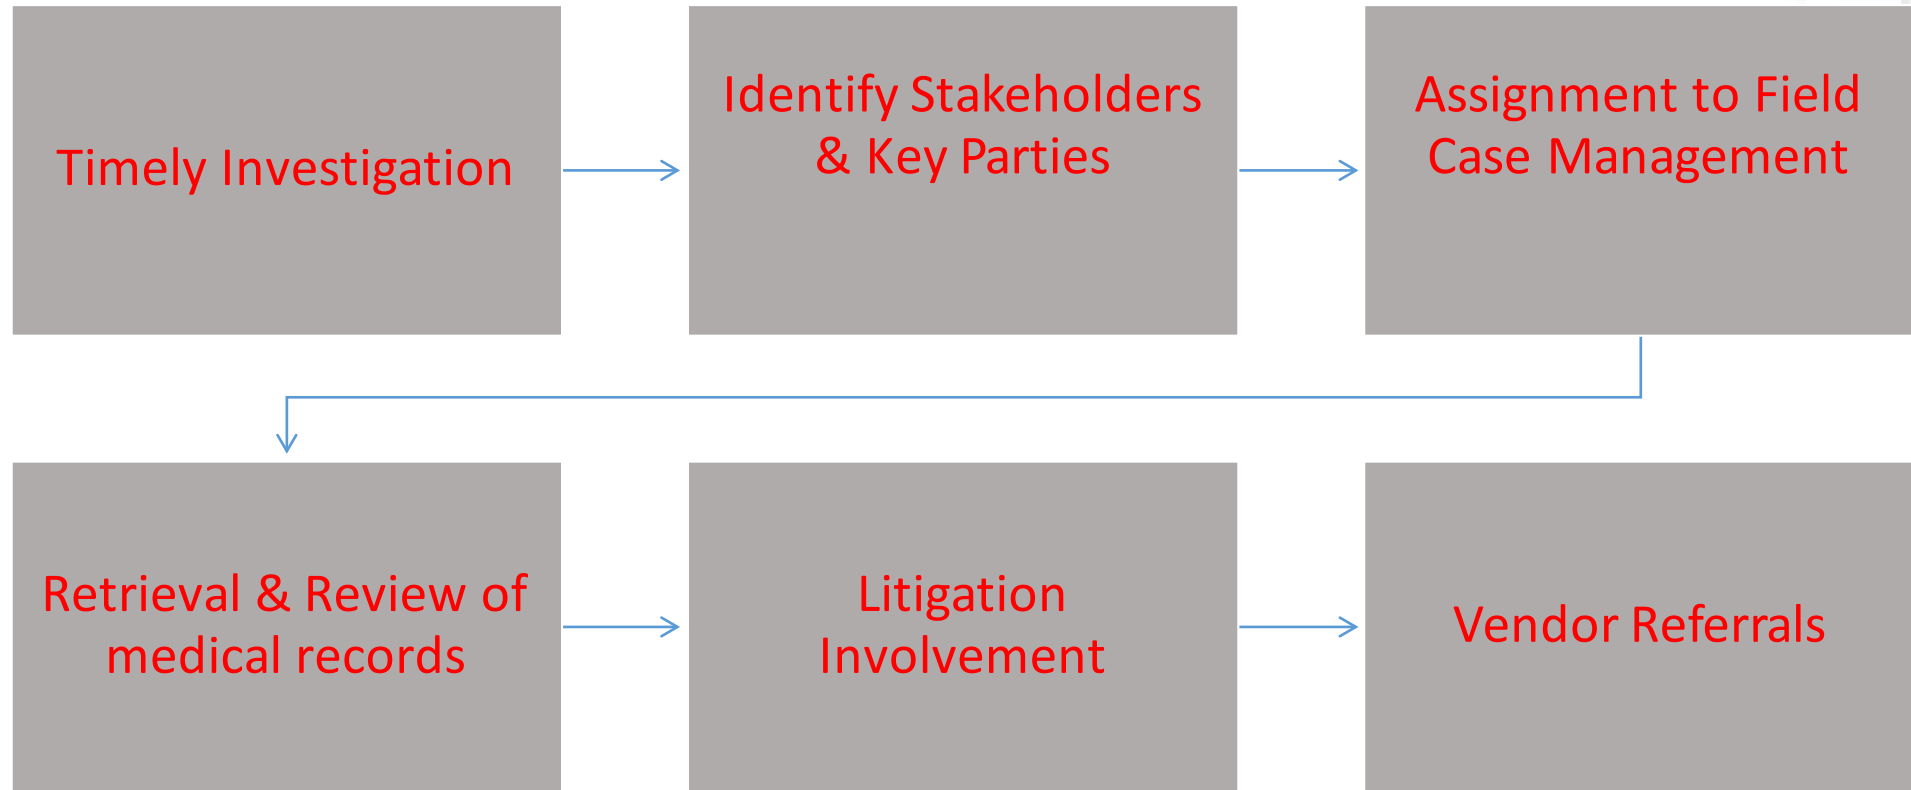 Timely Investigation
Identify Stakeholders
& Key Parties
Assignment to Field
Case Management
Retrieval & Review of
medical records
Litigation
Involvement
Vendor Referrals